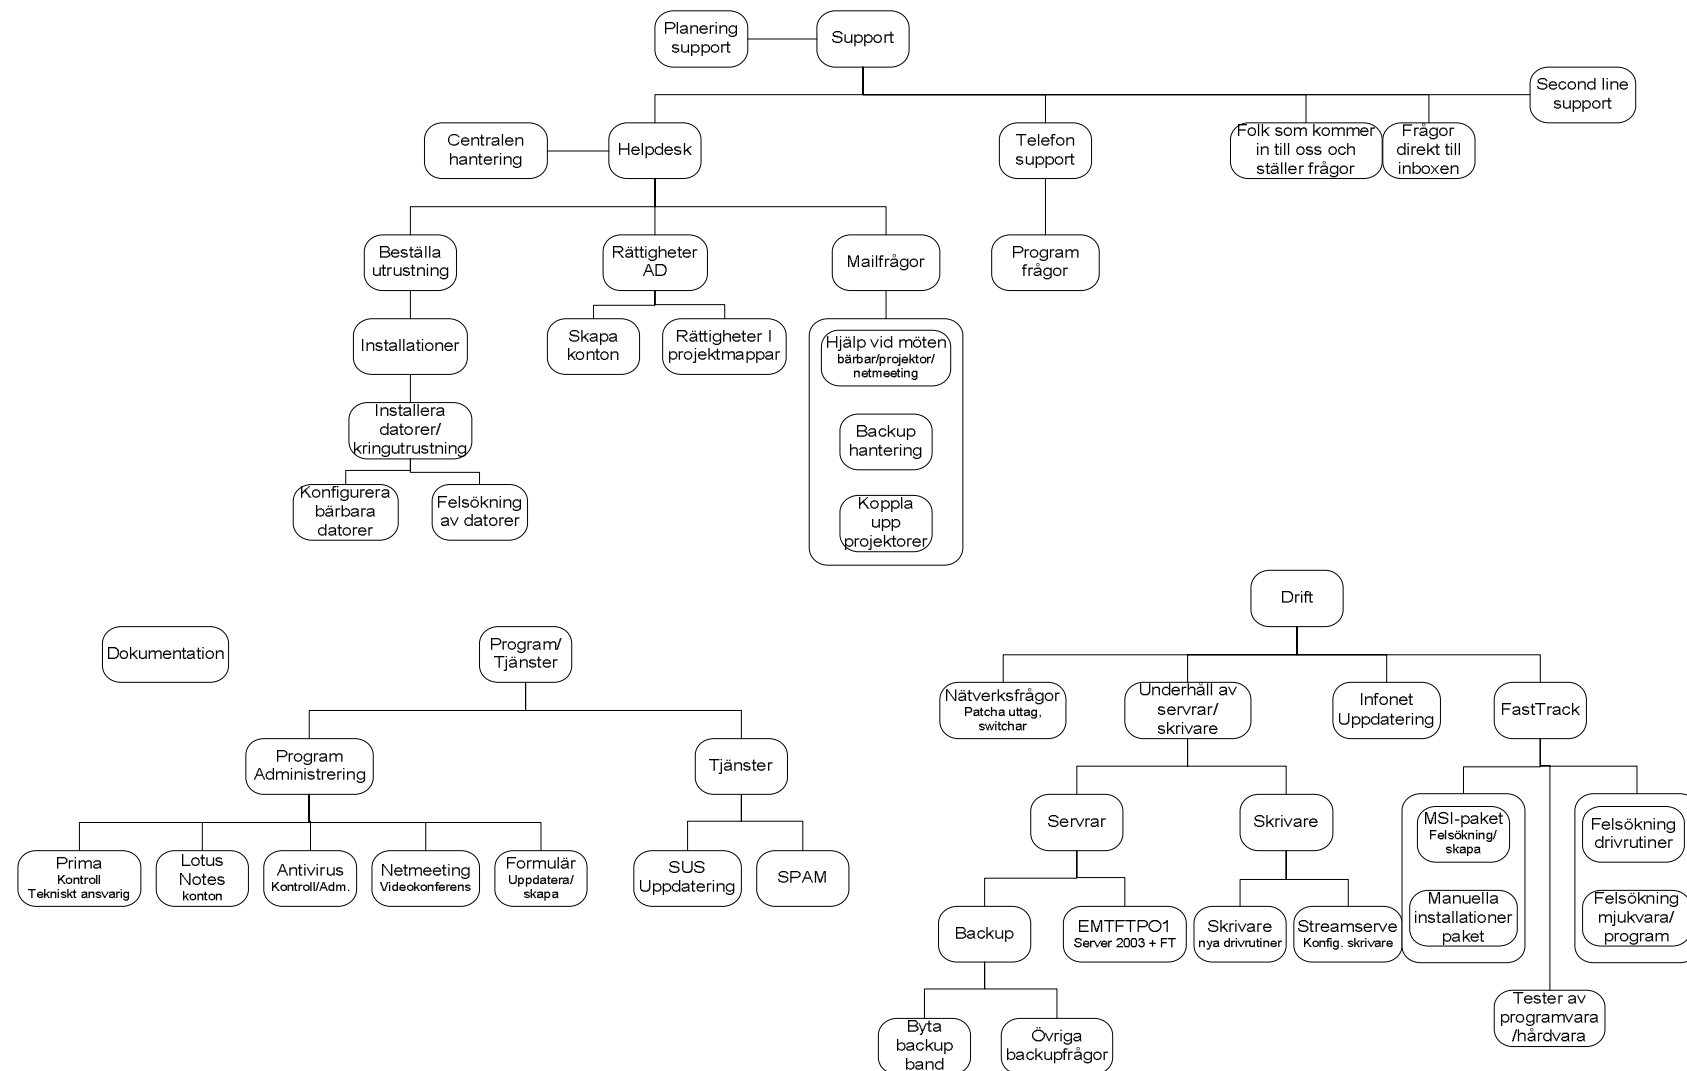 Planering
support
Support
Second line
support
Centralen
hantering
Helpdesk
Telefon
support
Folk som kommer
in till oss och
ställer frågor
Frågor
direkt till
inboxen
Beställa
utrustning
Rättigheter
AD
Mailfrågor
Program
frågor
Installationer
Skapa
konton
Rättigheter I
projektmappar
Hjälp vid möten
bärbar/projektor/
netmeeting
Installera
datorer/
kringutrustning
Backup
hantering
Konfigurera
bärbara
datorer
Felsökning
av datorer
Koppla
upp
projektorer
Drift
Dokumentation
Program/
Tjänster
Nätverksfrågor
Patcha uttag,
switchar
Underhåll av
servrar/
skrivare
Infonet
Uppdatering
FastTrack
Program
Administrering
Tjänster
Servrar
Skrivare
MSI-paket
Felsökning/
skapa
Felsökning
drivrutiner
Prima
Kontroll
Tekniskt ansvarig
Lotus
Notes
konton
Antivirus
Kontroll/Adm.
Netmeeting
Videokonferens
Formulär
Uppdatera/
skapa
SUS
Uppdatering
SPAM
Backup
EMTFTPO1
Server 2003 + FT
Skrivare
nya drivrutiner
Streamserve
Konfig. skrivare
Manuella
installationer
paket
Felsökning
mjukvara/
program
Byta
backup
band
Övriga
backupfrågor
Tester av
programvara
/hårdvara